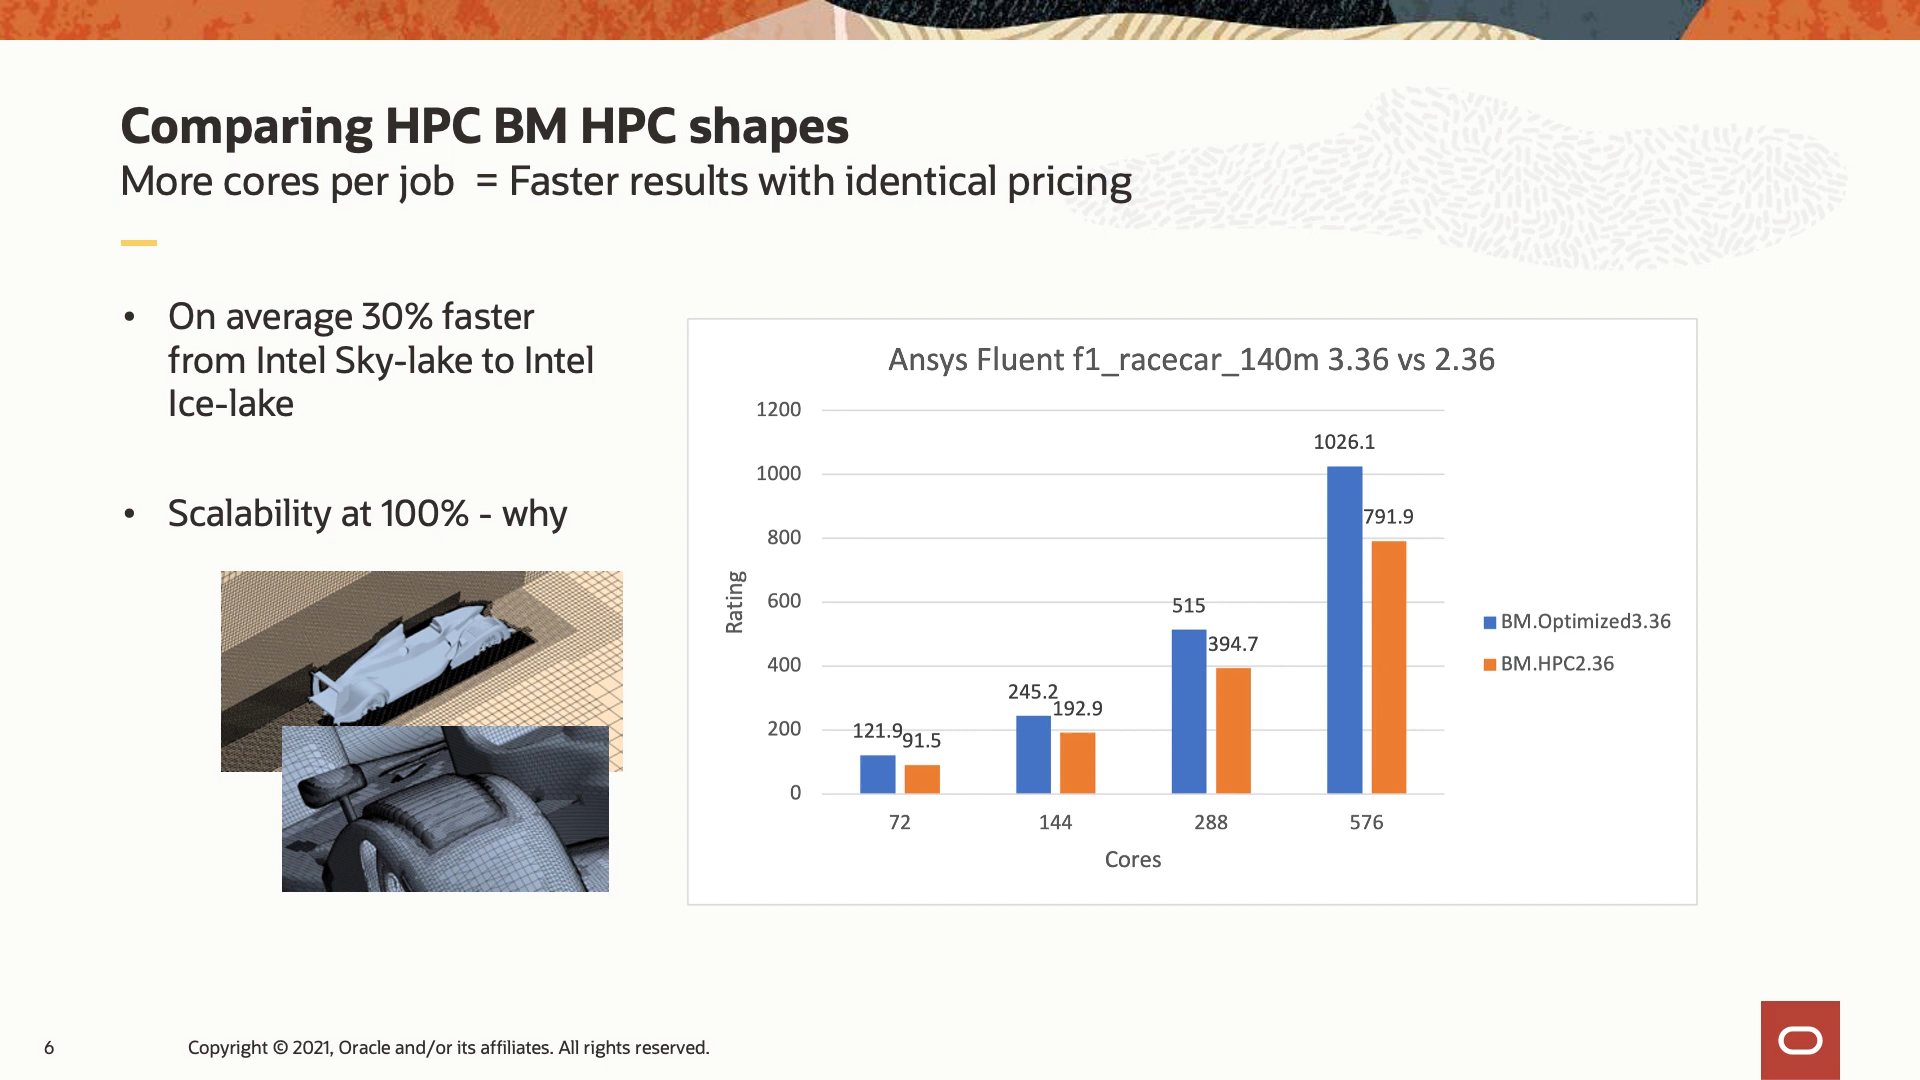 Comparing HPC BM HPC shapes
More cores per job = Faster results with identical pricing
• On average 30% faster
from Intel Sky-lake to Intel
Ice-lake
• Scalability at 100% - why
Ansys Fluent f1_racecar_140m 3.36 vs 2.36
1200
1000
800
600
400
200
0
Rating
121.9
91.5
245.2
192.9
515
394.7
1026.1
791.9
72
144
288
576
Cores
BM.Optimized3.36
BM.HPC2.36
6
Copyright © 2021, Oracle and/or its affiliates. All rights reserved.